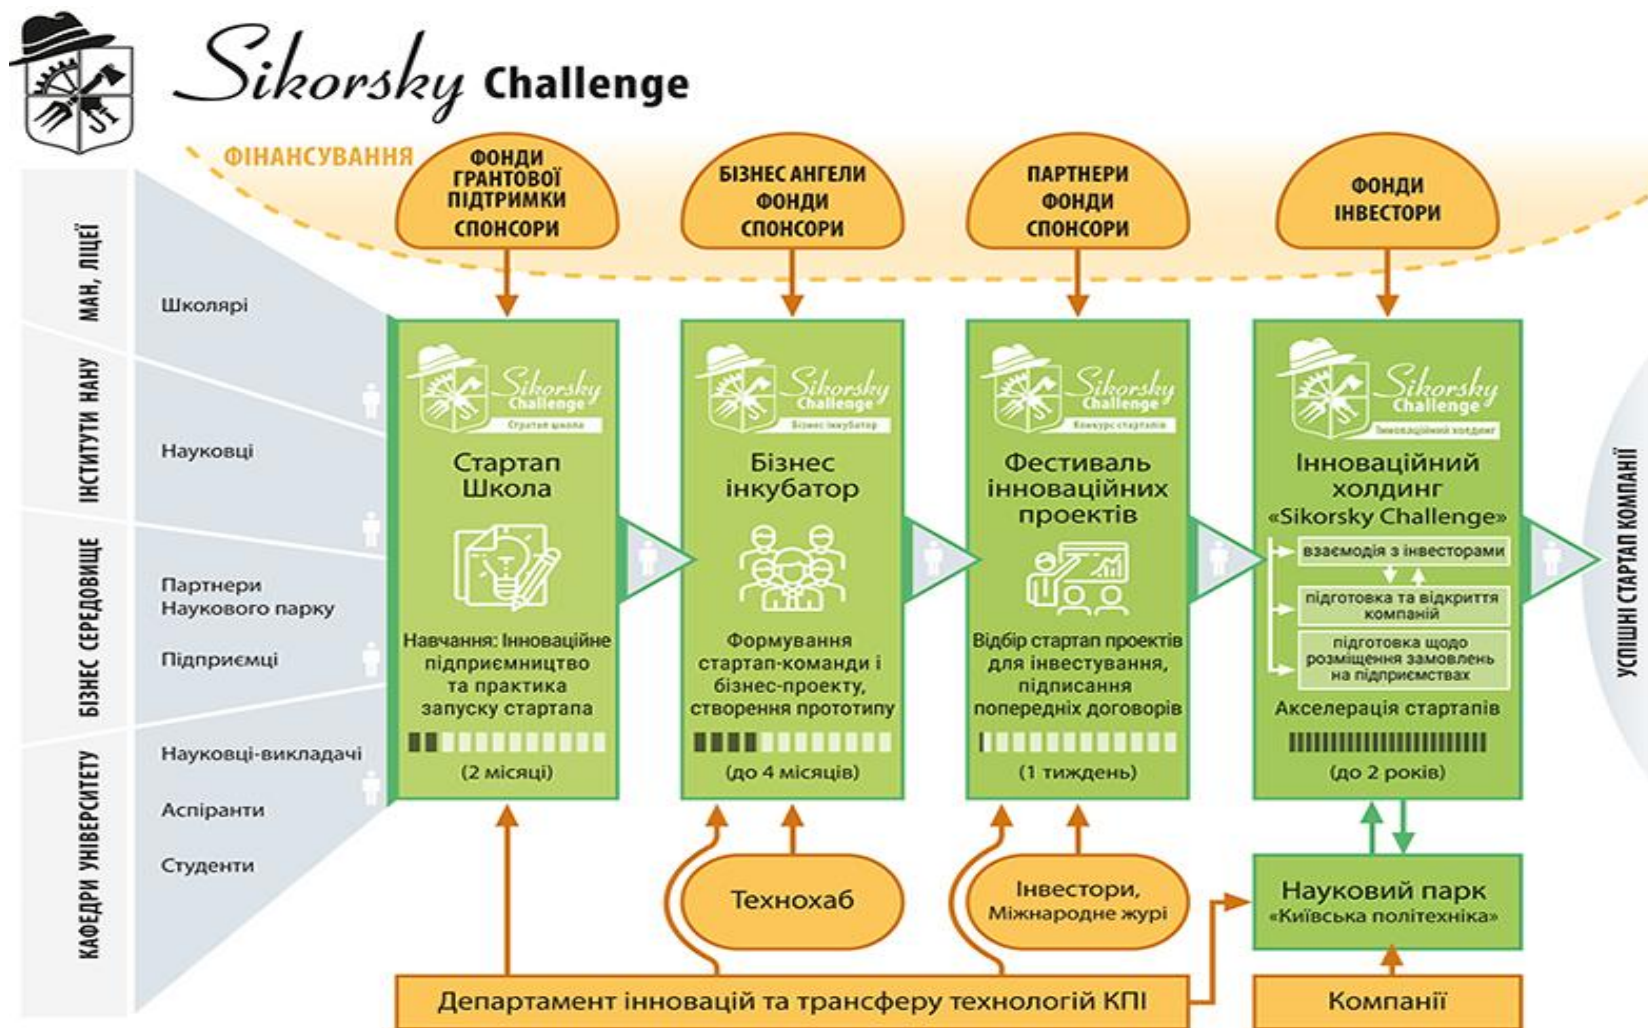 Sikorsky Challenge
ФІНАНСУВАННЯ
ФОНДИ
ГРАНТОВОЇ
ПІДТРИМКИ
СПОНСОРИ
БІЗНЕС АНГЕЛИ
ФОНДИ
СПОНСОРИ
ПАРТНЕРИ
ФОНДИ
СПОНСОРИ
ФОНДИ
ІНВЕСТОРИ
МАН, ЛІЦЕЇ
ІНСТИТУТИ НАНУ
БІЗНЕС СЕРЕДОВИЩЕ
КАФЕДРИ УНІВЕРСИТЕТУ
Школярі
Науковці
Партнери
Наукового парку
Підприємці
Науковці-викладачі
Аспіранти
Студенти
Sikorsky
Challenge
Стратап школа
Стартап
Школа
Навчання: Інноваційне
підприємництво
та практика
запуску стартапа
(2 місяці)
Sikorsky
Challenge
Бізнес інкубатор
Бізнес
інкубатор
Формування
стартап-команди і
бізнес-проекту,
створення прототипу
(до 4 місяців)
Sikorsky
Challenge
Конкурс стартапів
Фестиваль
інноваційних
проектів
Відбір стартап проектів
для інвестування,
підписання
попередніх договорів
(1 тиждень)
Sikorsky
Challenge
Інноваційний холдинг
Інноваційний
холдинг
«Sikorsky Challenge»
взаємодія з інвесторами
підготовка та відкриття
компаній
підготовка щодо
розміщення замовлень
на підприємствах
Акселерація стартапів
(до 2 років)
УСПІШНІ СТАРТАП КОМПАНІЇ
Технохаб
Інвестори,
Міжнародне журі
Науковий парк
«Київська політехніка»
Департамент інновацій та трансферу технологій КПІ
Компанії